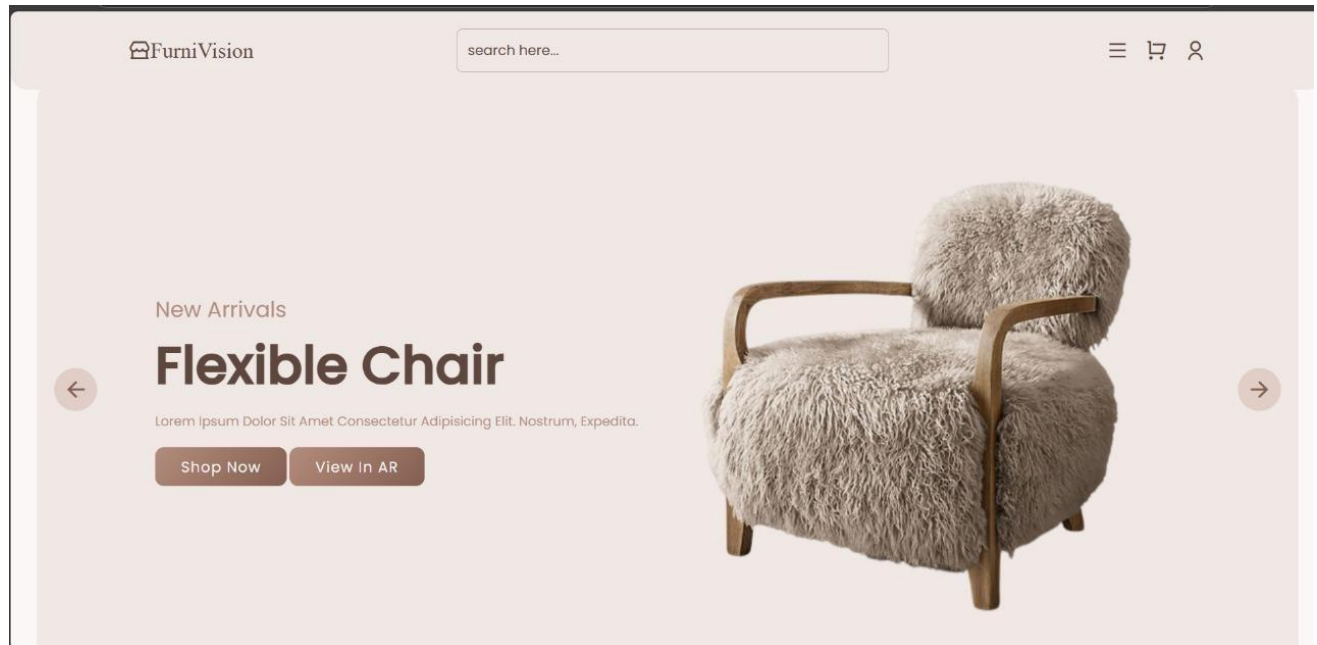 FurniVision
search here...
New Arrivals
Flexible Chair
Lorem Ipsum Dolor Sit Amet Consectetur Adipisicing Elit. Nostrum, Expedita.
Shop Now
View In AR